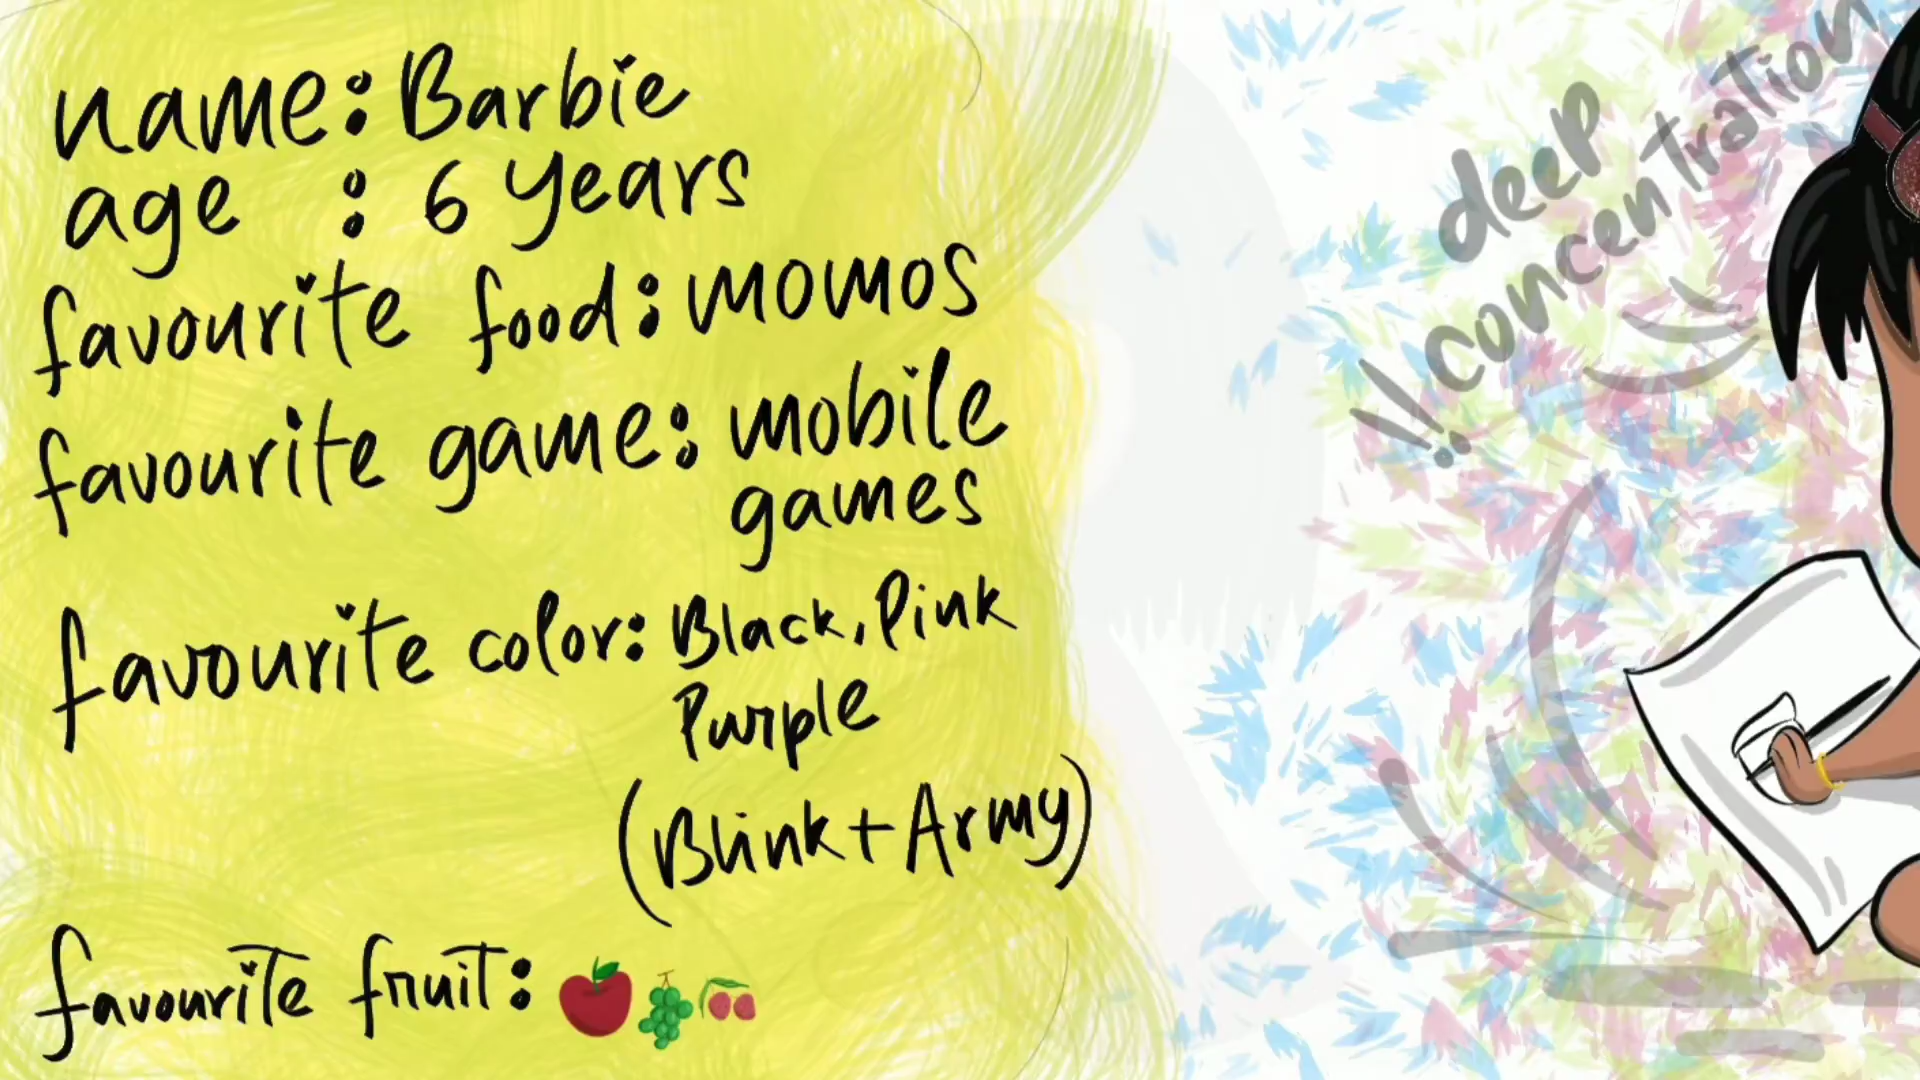 name: Barbie
age : 6 years
favourite food: momos
favourite game: mobile
games
favourite color: Black, Pink
Purple
(Blink+Army)
favourite fruit:
deep
concentration
!!